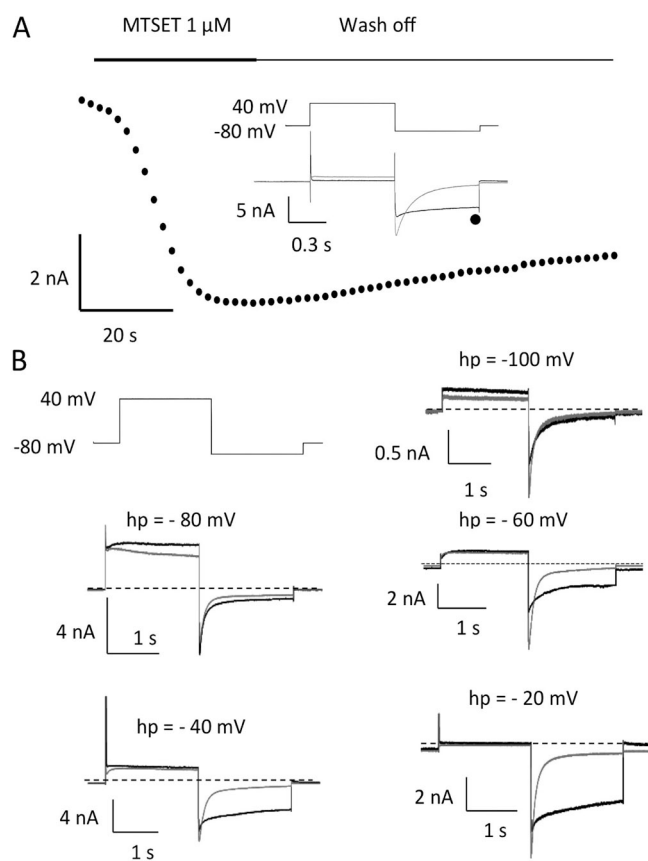 A
MTSET 1 μM
Wash off
40 mV
-80 mV
5 nA
0.3 s
2 nA
20 s
B
40 mV
-80 mV
hp = -100 mV
0.5 nA
1 s
hp = - 80 mV
4 nA
1 s
hp = - 60 mV
2 nA
1 s
hp = - 40 mV
4 nA
1 s
hp = - 20 mV
2 nA
1 s